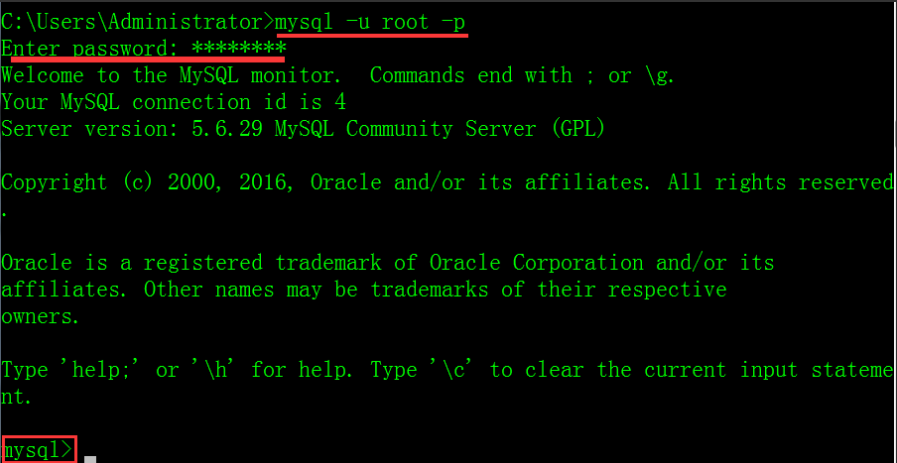 C:\Users\Administrator>mysql -u root -p
Enter password: ********
Welcome to the MySQL monitor.  Commands end with ; or \g.
Your MySQL connection id is 4
Server version: 5.6.29 MySQL Community Server (GPL)
Copyright (c) 2000, 2016, Oracle and/or its affiliates. All rights reserved
.
Oracle is a registered trademark of Oracle Corporation and/or its
affiliates. Other names may be trademarks of their respective
owners.
Type 'help;' or '\h' for help. Type '\c' to clear the current input stateme
nt.
mysql>